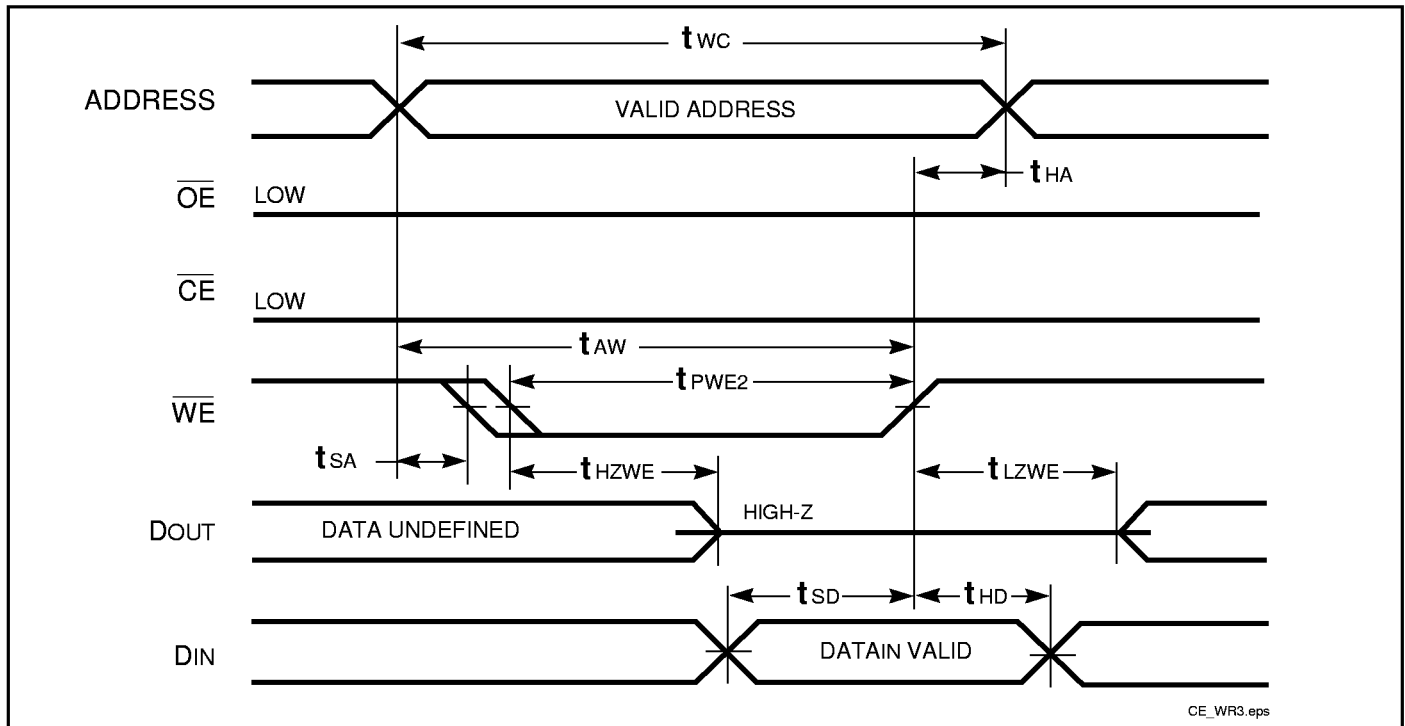 tWC
ADDRESS
VALID ADDRESS
tHA
OE
LOW
CE
LOW
tAW
tPWE2
WE
tSA
tHZWE
tLZWE
DOUT
DATA UNDEFINED
HIGH-Z
tSD
tHD
DIN
DATAIN VALID
CE_WR3.eps